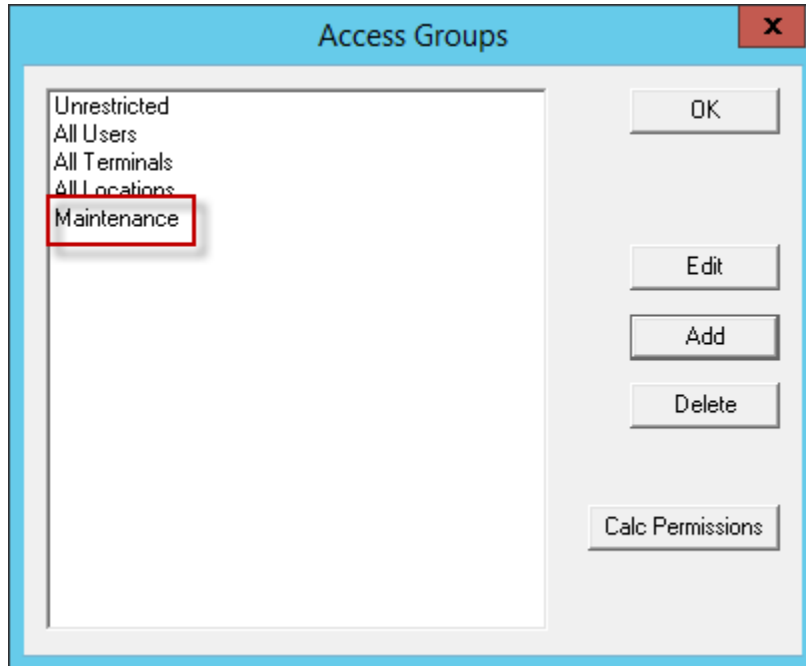 Access Groups
x
Unrestricted
All Users
All Terminals
All Locations
Maintenance
OK
Edit
Add
Delete
Calc Permissions